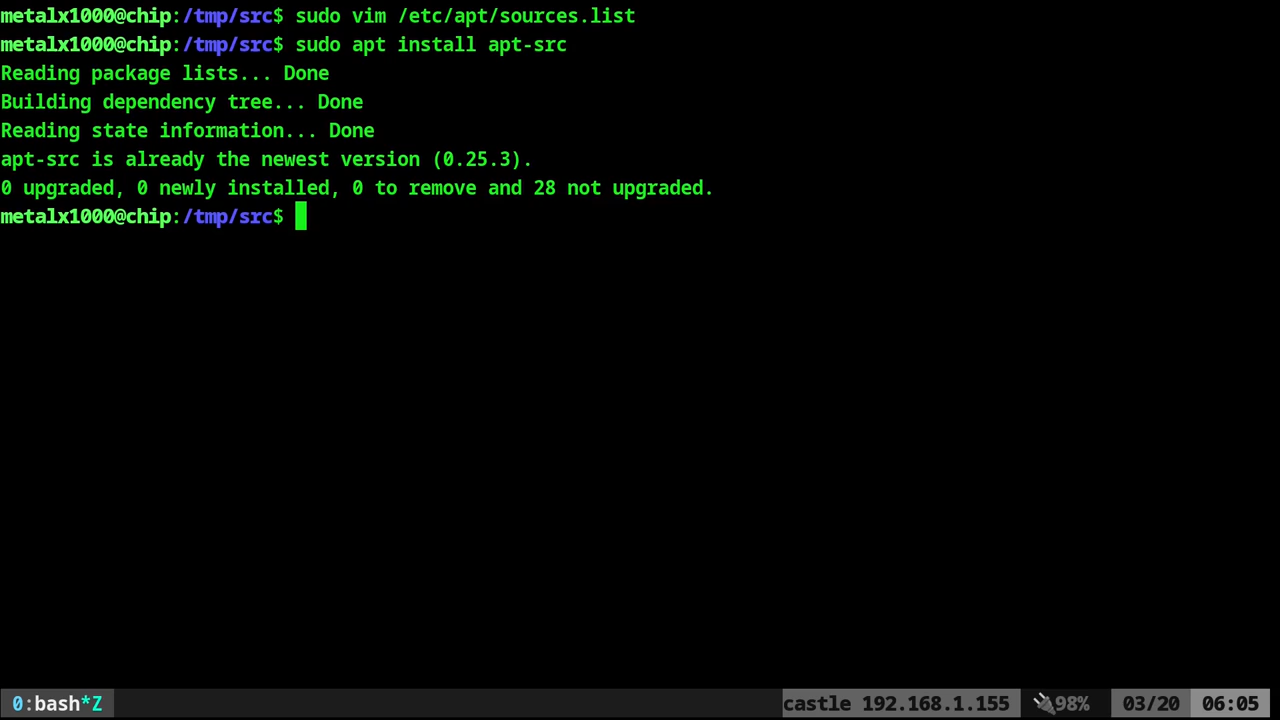 metalx1000@chip:/tmp/src$ sudo vim /etc/apt/sources.list
metalx1000@chip:/tmp/src$ sudo apt install apt-src
Reading package lists... Done
Building dependency tree... Done
Reading state information... Done
apt-src is already the newest version (0.25.3).
0 upgraded, 0 newly installed, 0 to remove and 28 not upgraded.
metalx1000@chip:/tmp/src$
0:bash*Z castle 192.168.1.155 🔌98% 03/20 06:05